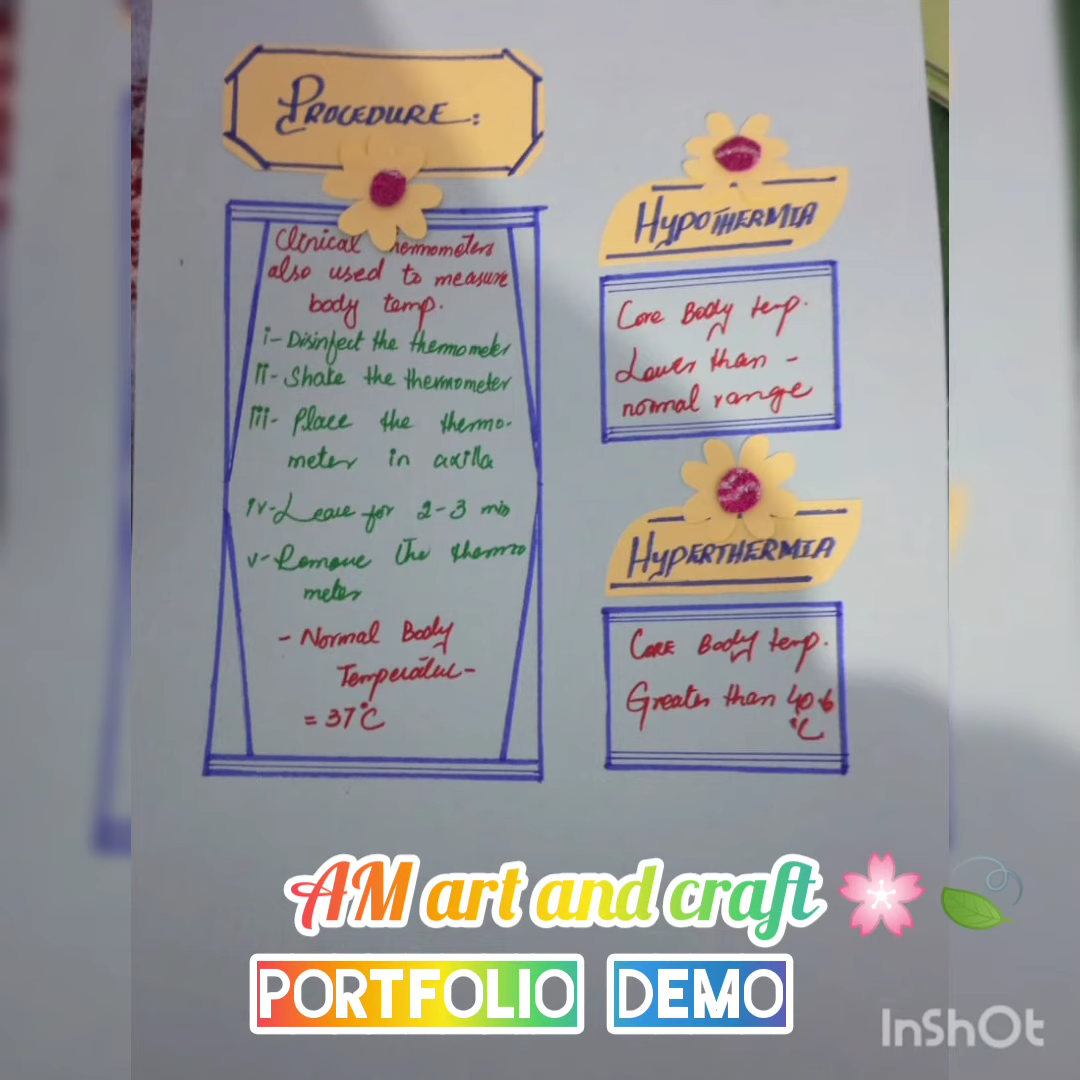 PROCEDURE:
Clinical thermometers
also used to measure
body temp.
i- Disinfect the thermometer
ii- Shake the thermometer
iii- Place the thermo-
meter in axilla
iv- Leave for 2-3 min
v- Remove the thermo
meter
- Normal Body
Temperature -
= 37°C
HYPOTHERMIA
Core Body temp.
Lower than -
normal range
HYPERTHERMIA
CORE Body temp.
Greater than 40.6
°C
AM art and craft
PORTFOLIO DEMO
InShOt